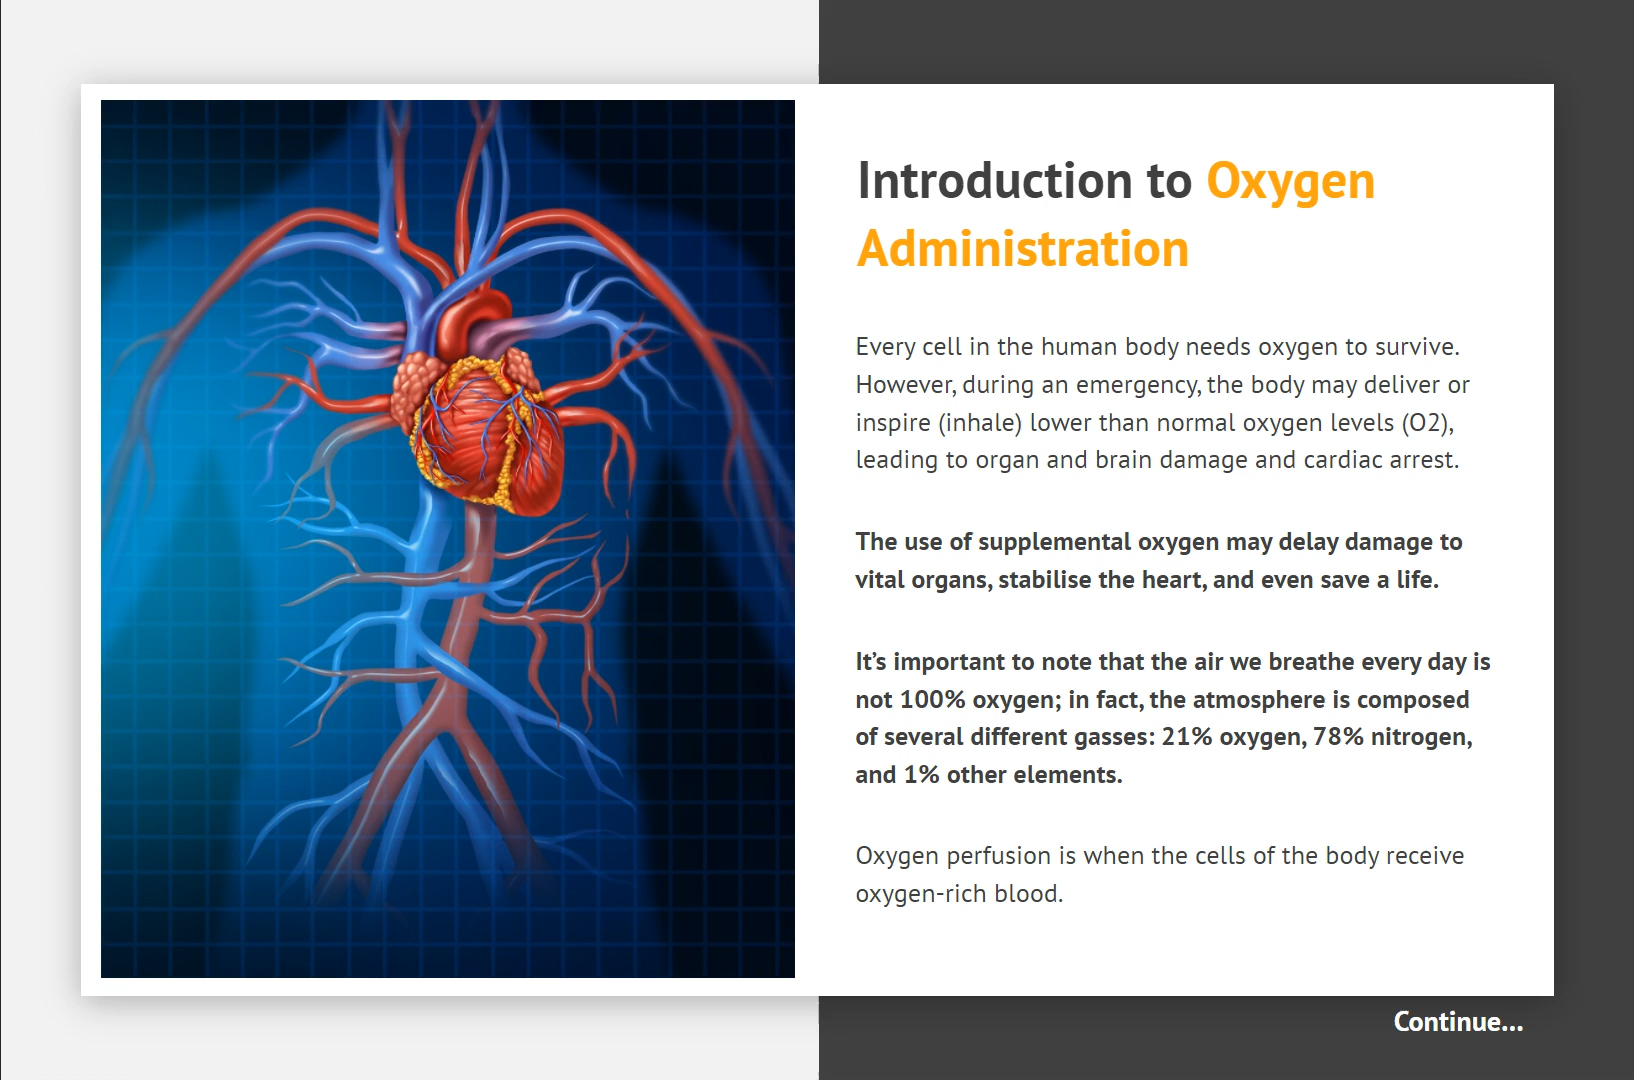 Introduction to Oxygen
Administration
Every cell in the human body needs oxygen to survive.
However, during an emergency, the body may deliver or
inspire (inhale) lower than normal oxygen levels (O2),
leading to organ and brain damage and cardiac arrest.
The use of supplemental oxygen may delay damage to
vital organs, stabilise the heart, and even save a life.
It’s important to note that the air we breathe every day is
not 100% oxygen; in fact, the atmosphere is composed
of several different gasses: 21% oxygen, 78% nitrogen,
and 1% other elements.
Oxygen perfusion is when the cells of the body receive
oxygen-rich blood.
Continue...